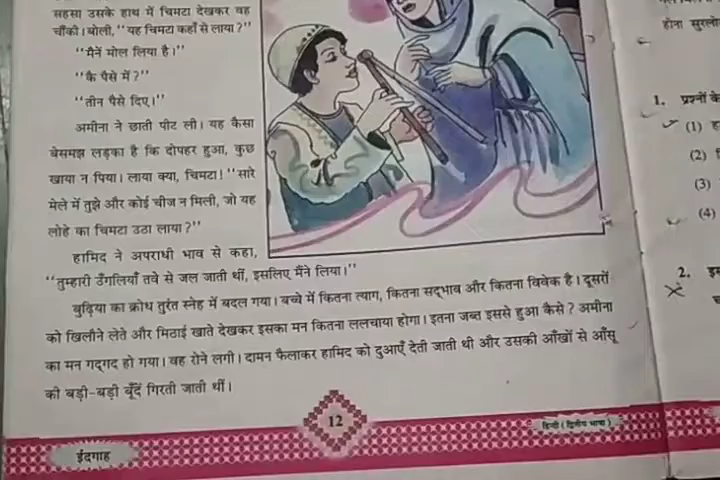 सहसा उसके हाथ में चिमटा देखकर वह
चौंकी। बोली, ‘‘यह चिमटा कहाँ से लाया?’’
‘‘मैंनें मोल लिया है।’’
‘‘कै पैसे में?’’
‘‘तीन पैसे दिए।’’
अमीना ने छाती पीट ली। यह कैसा
बेसमझ लड़का है कि दोपहर हुआ, कुछ
खाया न पिया। लाया क्या, चिमटा! ‘‘सारे
मेले में तुझे और कोई चीज न मिली, जो यह
लोहे का चिमटा उठा लाया?’’
हामिद ने अपराधी भाव से कहा,
‘‘तुम्हारी उँगलियाँ तवे से जल जाती थीं, इसलिए मैंने लिया।’’
बुढ़िया का क्रोध तुरंत स्नेह में बदल गया। बच्चे में कितना त्याग, कितना सद्भाव और कितना विवेक है। दूसरों
को खिलौने लेते और मिठाई खाते देखकर इसका मन कितना ललचाया होगा। इतना जब्त इससे हुआ कैसे? अमीना
का मन गद्गद हो गया। वह रोने लगी। दामन फैलाकर हामिद को दुआएँ देती जाती थी और उसकी आँखों से आँसू
की बड़ी-बड़ी बूँदें गिरती जाती थीं।
12
हिन्दी (द्वितीय भाषा)
ईदगाह
होना सुरलो
1. प्रश्नों के
(1)
(2)
(3)
(4)
2.